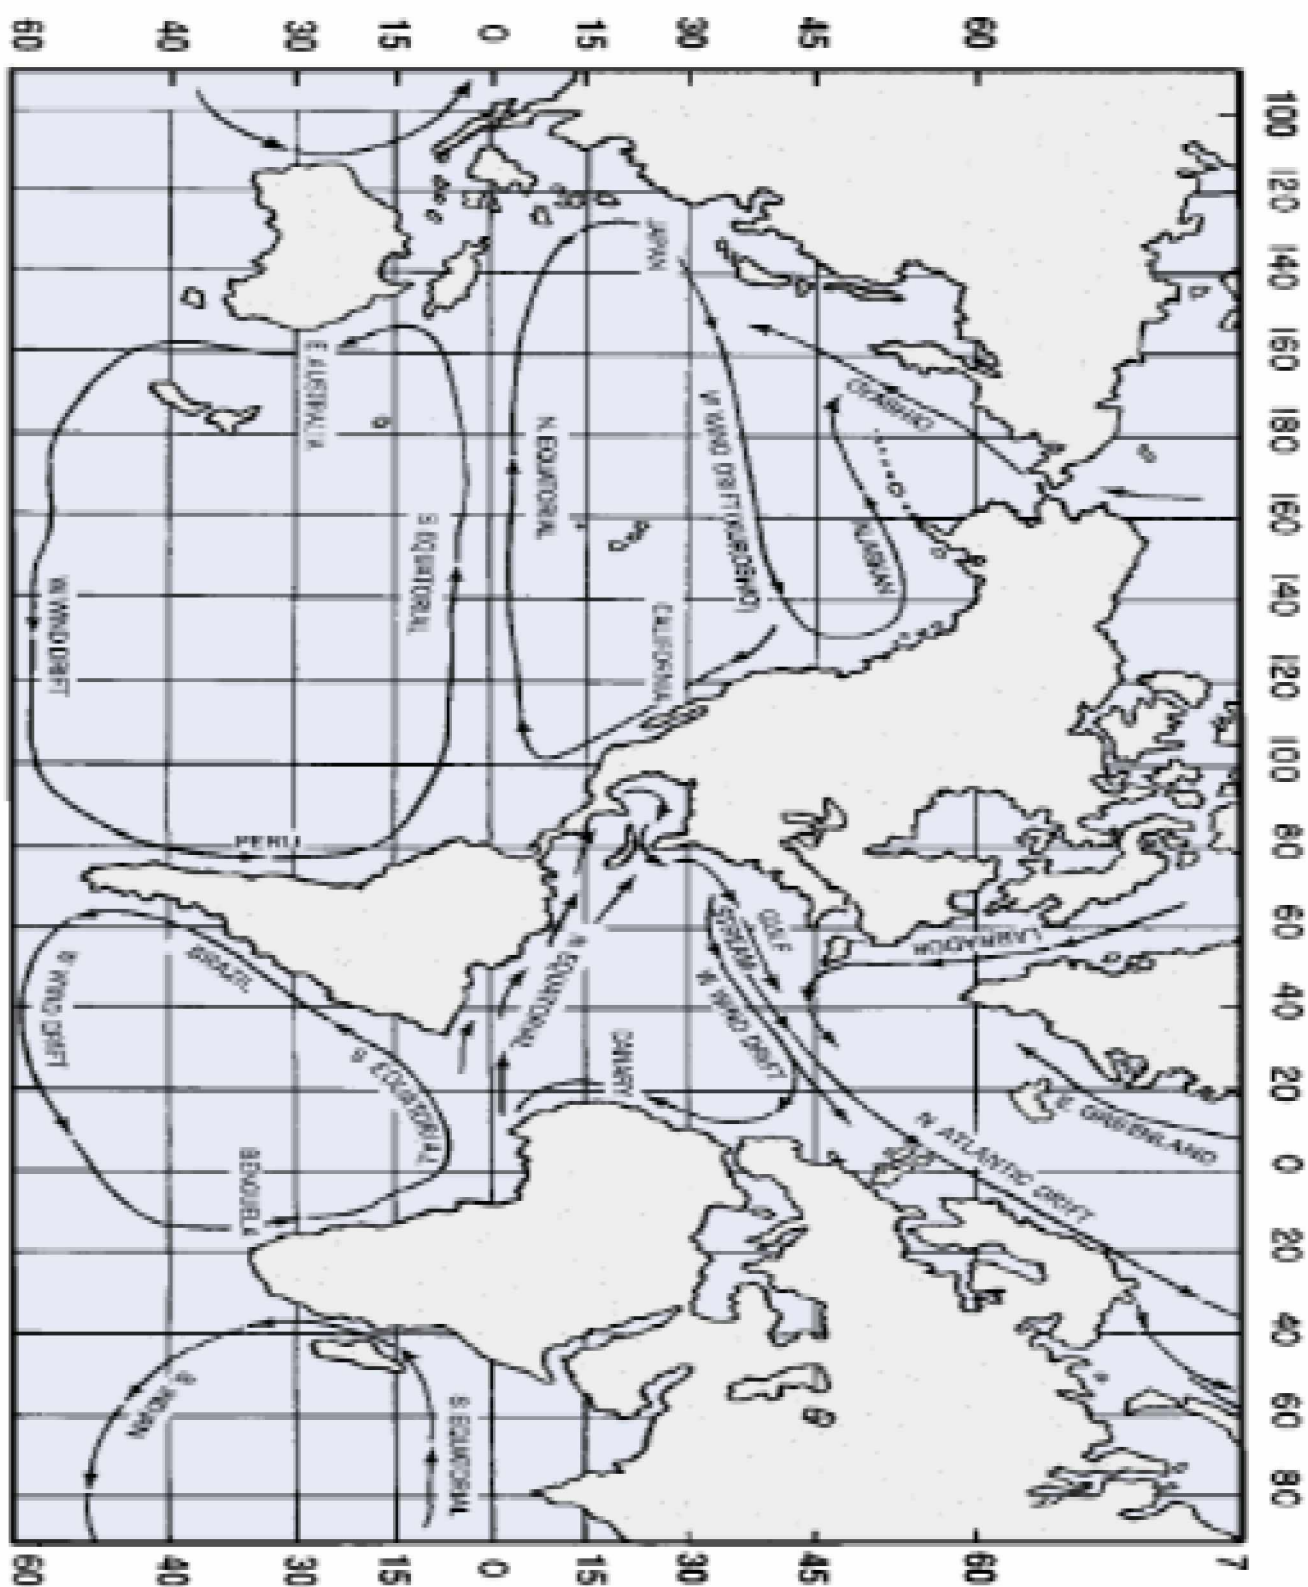 100 120 140 160 180 160 140 120 100 80 60 40 20 0 20 40 60 80
60
45
30
15
0
15
30
40
60
7
60
45
30
15
0
15
30
40
60
OYASHIO
JAPAN
W WIND DRIFT (KUROSHIO)
CALIFORNIA
N. EQUATORIAL
S EQUATORIAL
E AUSTRALIA
W WIND DRIFT
PERU
LABRADOR
GULF
STREAM
W WIND DRIFT
E. GREENLAND
N ATLANTIC DRIFT
CANARY
N EQUATORIAL
S EQUATORIAL
BRAZIL
DRIFT
S EQUATORIAL